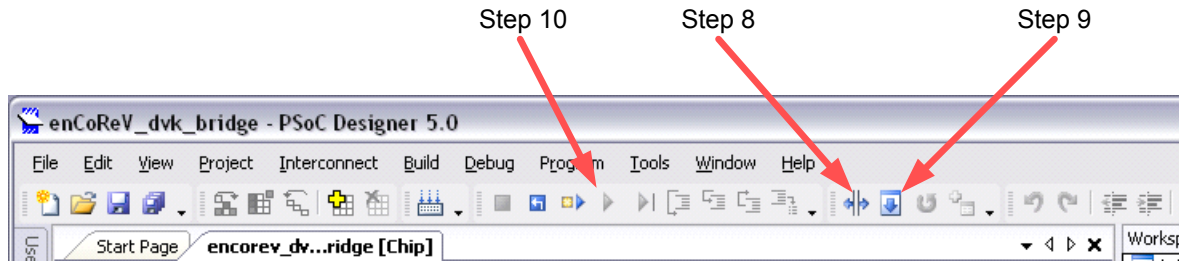 Step 10 Step 8 Step 9
enCoReV_dvk_bridge - PSoC Designer 5.0
File Edit View Project Interconnect Build Debug Program Tools Window Help
Use Start Page encorev_dv...ridge [Chip] Worksp